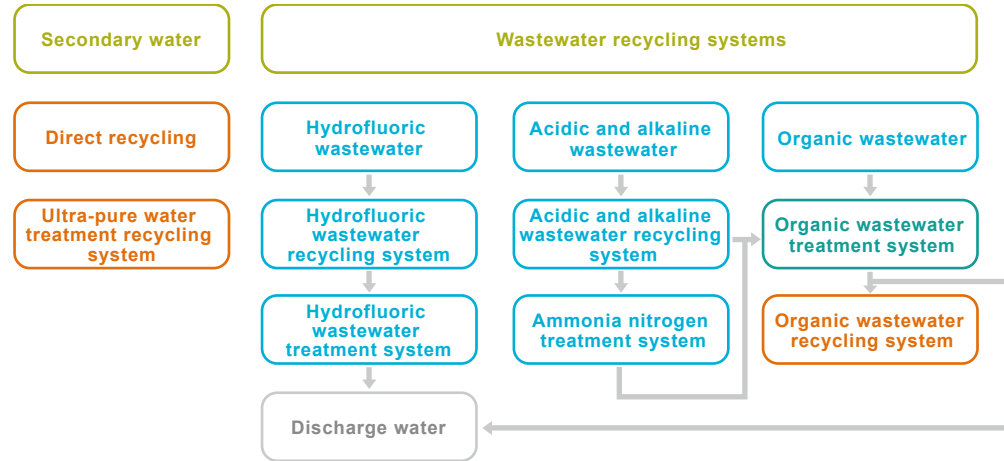 Secondary water
Wastewater recycling systems
Direct recycling
Hydrofluoric
wastewater
Acidic and alkaline
wastewater
Organic wastewater
Ultra-pure water
treatment recycling
system
Hydrofluoric
wastewater
recycling system
Acidic and alkaline
wastewater recycling
system
Organic wastewater
treatment system
Hydrofluoric
wastewater
treatment system
Ammonia nitrogen
treatment system
Organic wastewater
recycling system
Discharge water